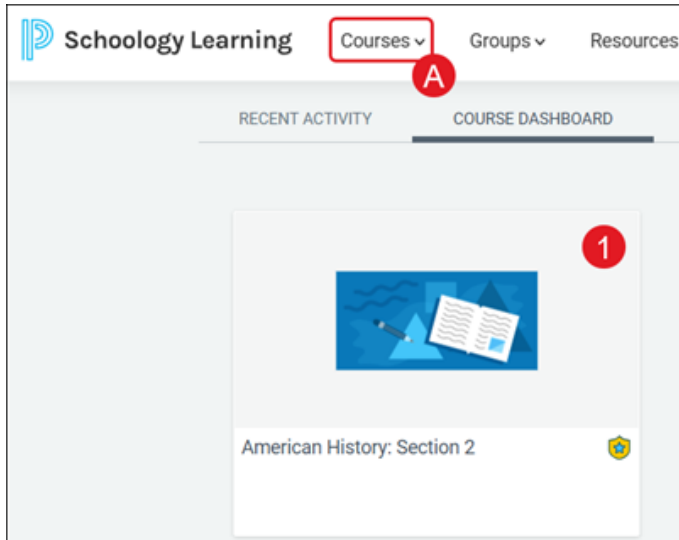 Schoology Learning Courses Groups Resources
A
RECENT ACTIVITY COURSE DASHBOARD
1
American History: Section 2